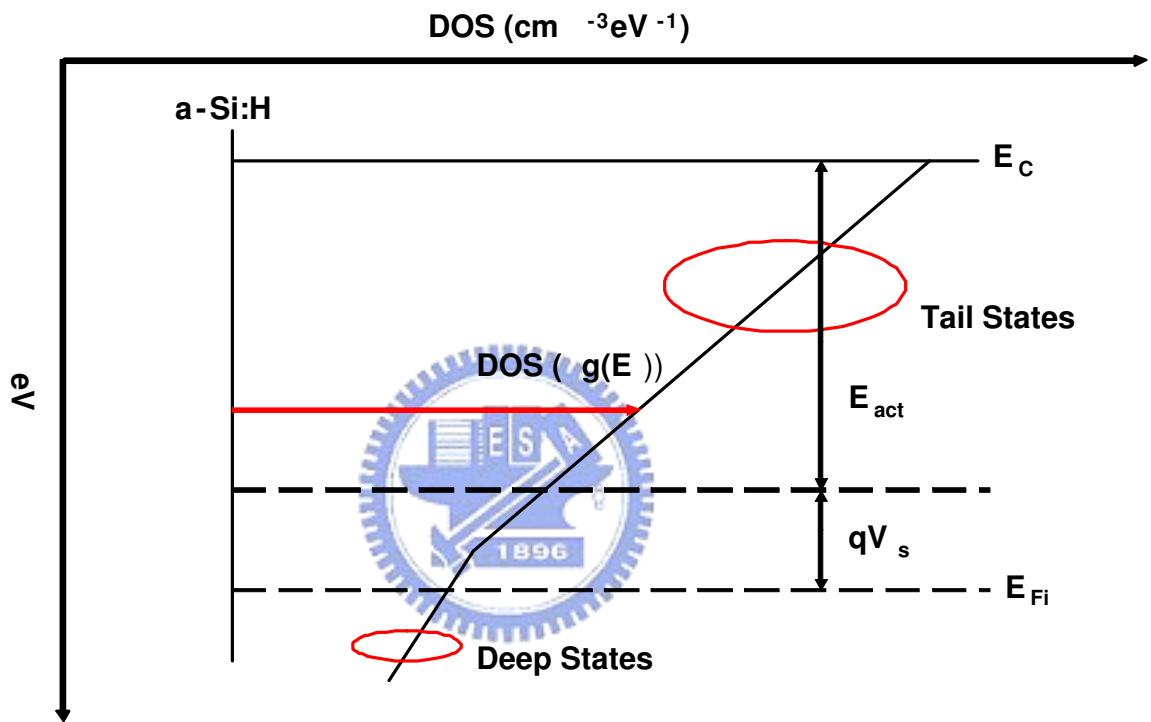 DOS (cm -3eV -1)
a-Si:H
E C
Tail States
DOS ( g(E ))
eV
E act
E S A
qV s
1896
E Fi
Deep States